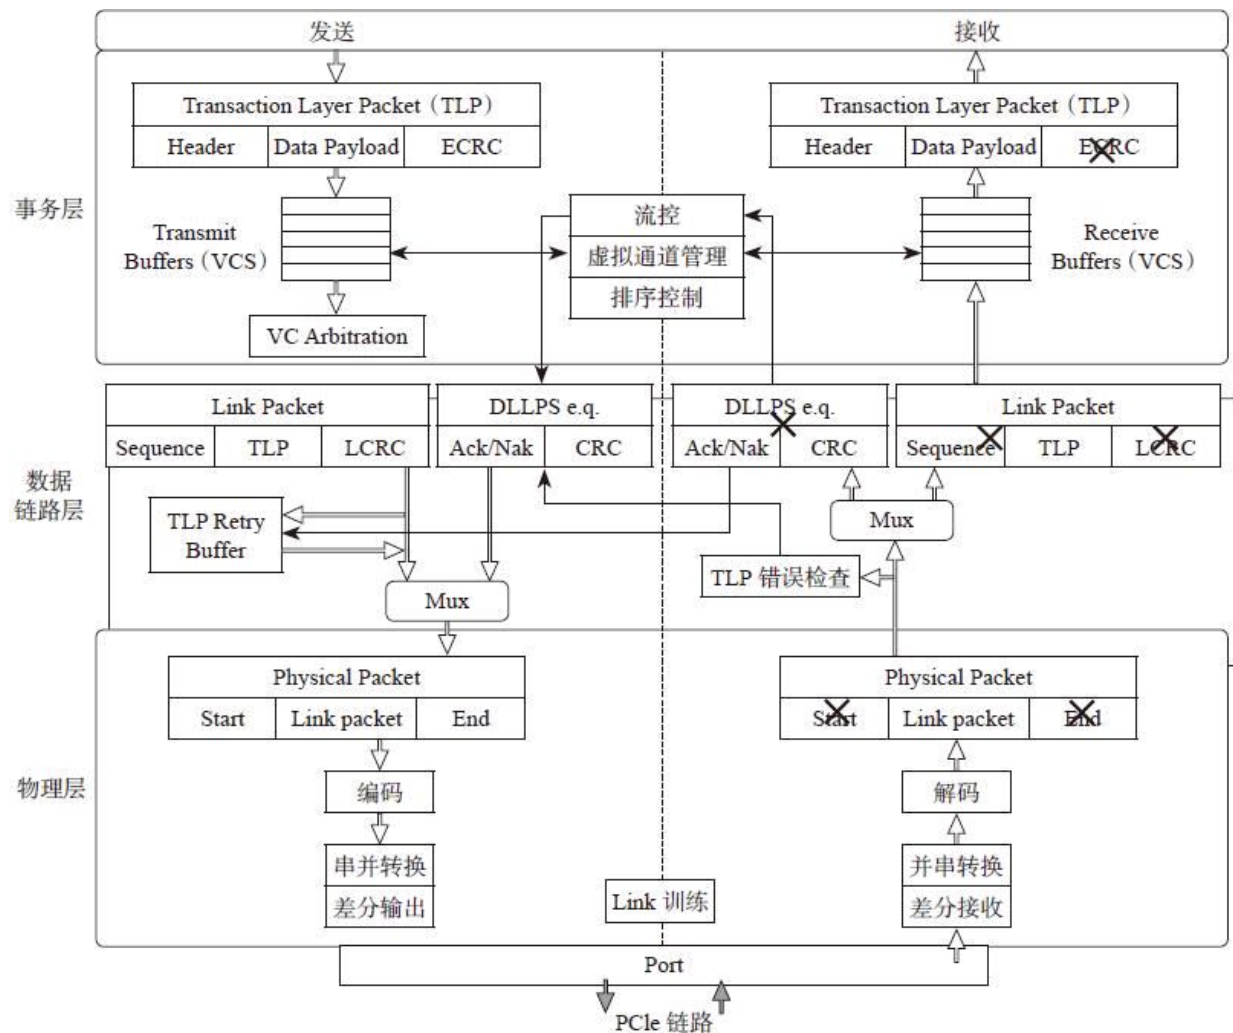 发送
接收
Transaction Layer Packet（TLP）
Header
Data Payload
ECRC
Transaction Layer Packet（TLP）
Header
Data Payload
ECRC
事务层
Transmit
Buffers（VCS）
流控
虚拟通道管理
排序控制
Receive
Buffers（VCS）
VC Arbitration
Link Packet
Sequence
TLP
LCRC
DLLPS e.q.
Ack/Nak
CRC
DLLPS e.q.
Ack/Nak
CRC
Link Packet
Sequence
TLP
LCRC
数据
链路层
TLP Retry
Buffer
Mux
TLP 错误检查
Mux
Physical Packet
Start
Link packet
End
Physical Packet
Start
Link packet
End
物理层
编码
解码
串并转换
差分输出
Link 训练
并串转换
差分接收
Port
PCle 链路